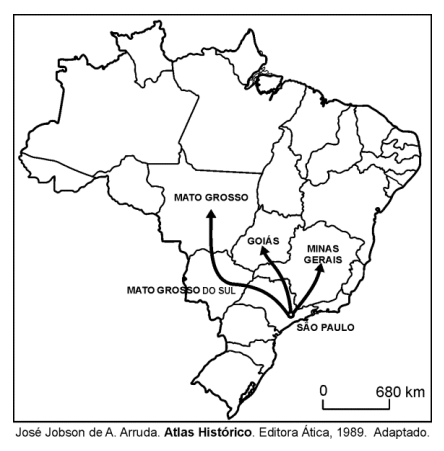 MATO GROSSO
GOIÁS
MINAS
GERAIS
MATO GROSSO DO SUL
SÃO PAULO
0 680 km
José Jobson de A. Arruda. Atlas Histórico. Editora Ática, 1989. Adaptado.